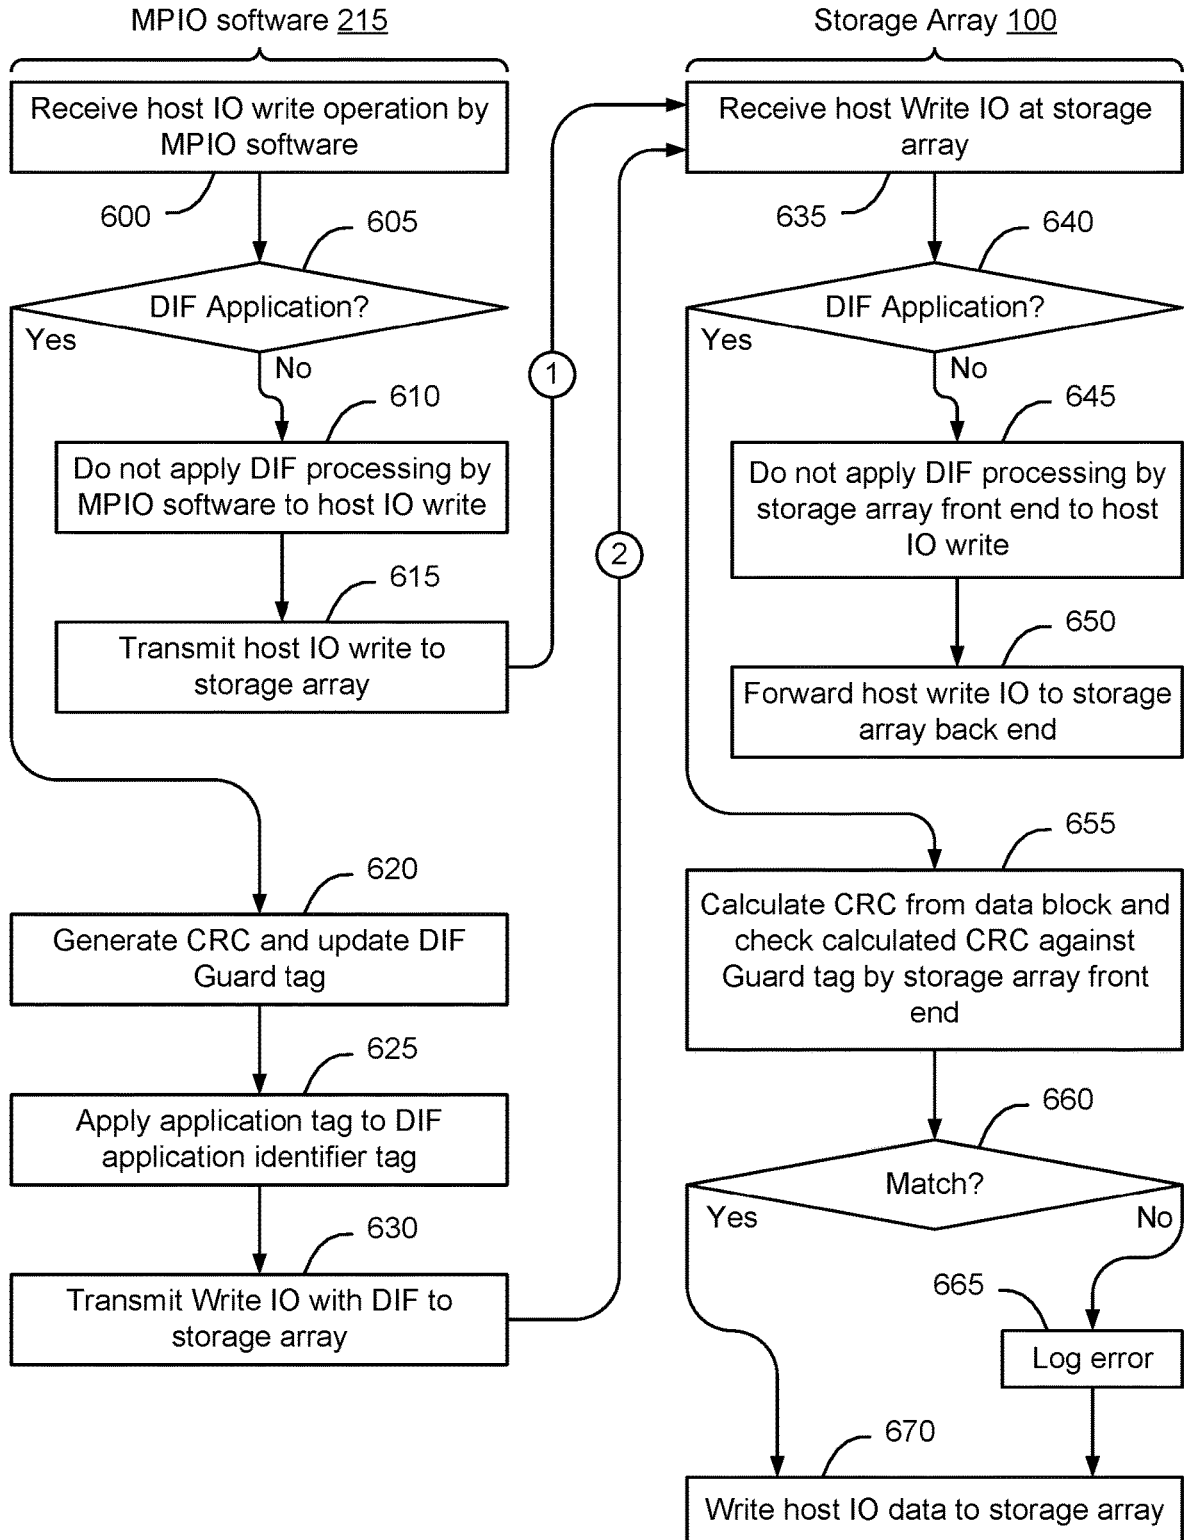 MPIO software 215
Receive host IO write operation by
MPIO software
600
605
DIF Application?
Yes
No
610
Do not apply DIF processing by
MPIO software to host IO write
615
Transmit host IO write to
storage array
620
Generate CRC and update DIF
Guard tag
625
Apply application tag to DIF
application identifier tag
630
Transmit Write IO with DIF to
storage array
1
2
Storage Array 100
Receive host Write IO at storage
array
635
640
DIF Application?
Yes
No
645
Do not apply DIF processing by
storage array front end to host
IO write
650
Forward host write IO to storage
array back end
655
Calculate CRC from data block and
check calculated CRC against
Guard tag by storage array front
end
660
Match?
Yes
No
665
Log error
670
Write host IO data to storage array